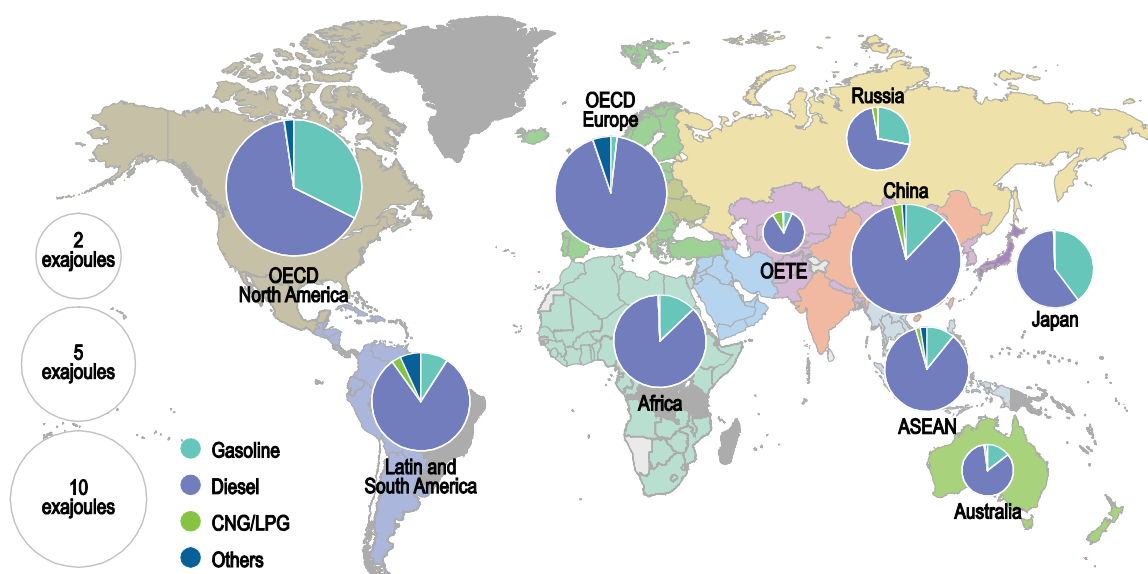 OECD
Europe
Russia
China
2
exajoules
OECD
North America
OETE
Japan
5
exajoules
Africa
ASEAN
Latin and
South America
10
exajoules
Gasoline
Diesel
CNG/LPG
Others
Australia